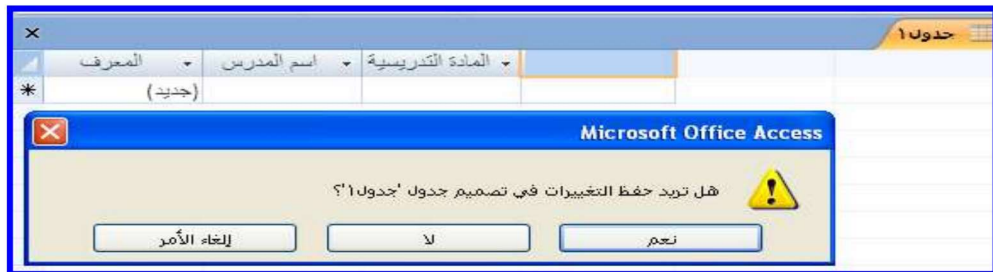 جدول١
المعرف اسم المدرس المادة التدريسية
(جديد)
Microsoft Office Access
هل تريد حفظ التغييرات في تصميم جدول 'جدول١'؟
نعم لا إلغاء الأمر